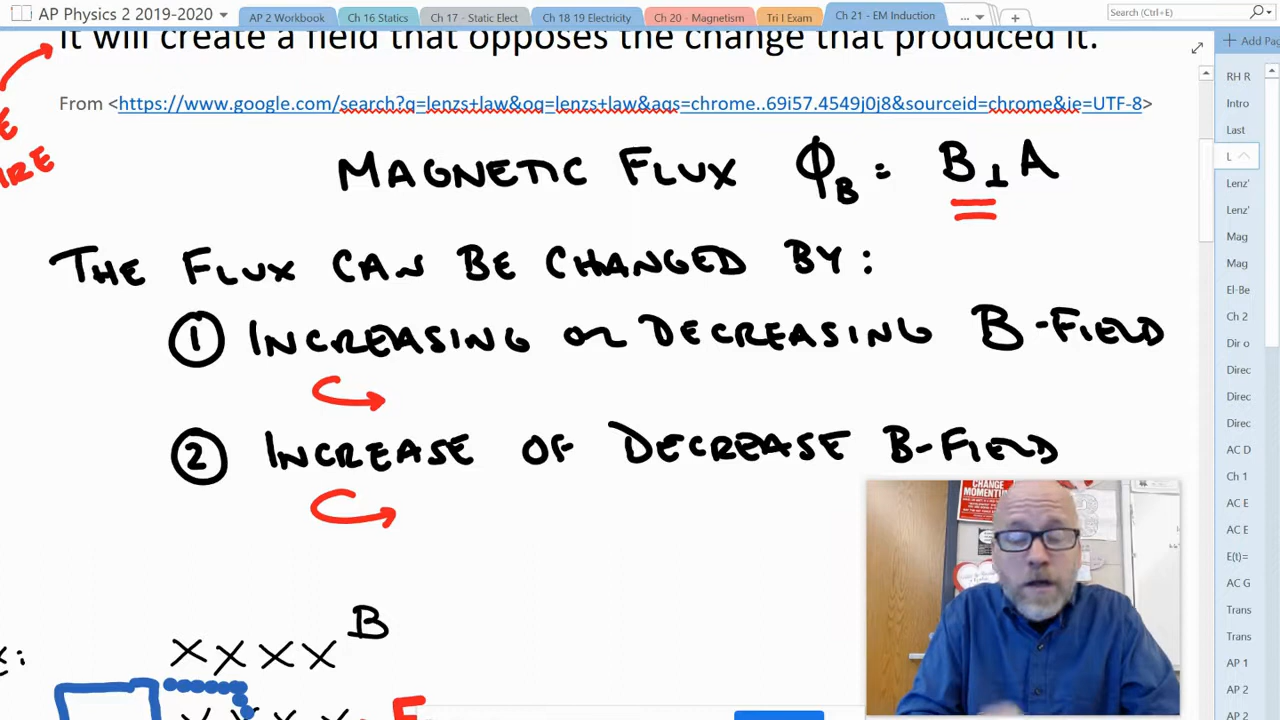 AP Physics 2 2019-2020
AP 2 Workbook
Ch 16 Statics
Ch 17 - Static Elect
Ch 18 19 Electricity
Ch 20 - Magnetism
Tri I Exam
Ch 21 - EM Induction
...
Search (Ctrl+E)
It will create a field that opposes the change that produced it.
From <https://www.google.com/search?q=lenzs+law&oq=lenzs+law&aqs=chrome..69i57.4549j0j8&sourceid=chrome&ie=UTF-8>
MAGNETIC FLUX Φ_B = B⊥A
THE FLUX CAN BE CHANGED BY:
① INCREASING OR DECREASING B-FIELD
② INCREASE OF DECREASE B-FIELD
CHANGE
MOMENTUM
B
x x x x
Add Pag
RH R
Intro
Last
L
Lenz'
Lenz'
Mag
Mag
El-Be
Ch 2
Dir o
Direc
Direc
Direc
AC D
Ch 1
AC E
AC E
E(t)=
AC G
Trans
Trans
AP 1
AP 2
AP 2